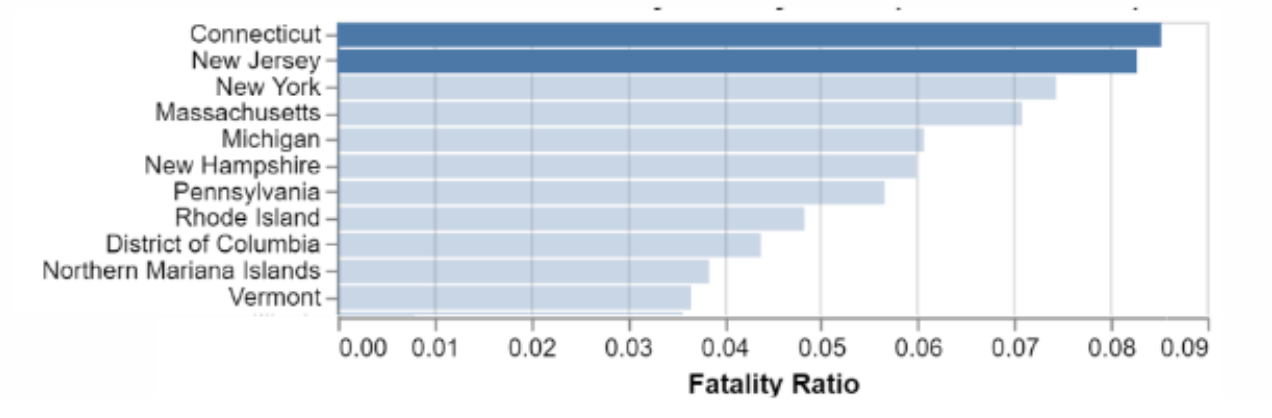 Connecticut
New Jersey
New York
Massachusetts
Michigan
New Hampshire
Pennsylvania
Rhode Island
District of Columbia
Northern Mariana Islands
Vermont
0.00 0.01 0.02 0.03 0.04 0.05 0.06 0.07 0.08 0.09
Fatality Ratio